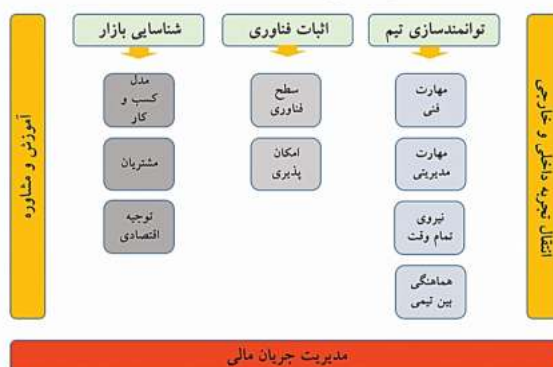 توانمندسازی تیم
اثبات فناوری
شناسایی بازار
انتقال تجربه داخلی و خارجی
مهارت
فنی
مهارت
مدیریتی
نیروی
تمام وقت
هماهنگی
بین تیمی
سطح
فناوری
امکان
پذیری
مدل
کسب و
کار
مشتریان
توجیه
اقتصادی
آموزش و مشاوره
مدیریت جریان مالی